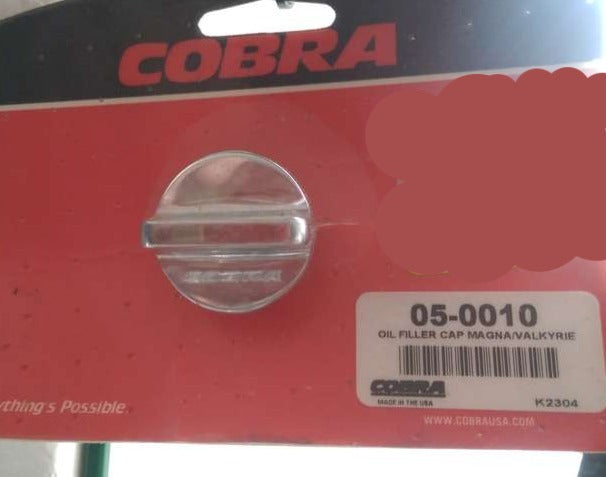 COBRA
05-0010
OIL FILLER CAP MAGNA/VALKYRIE
COBRA
MADE IN THE USA
K2304
ything's Possible
WWW.COBRAUSA.COM